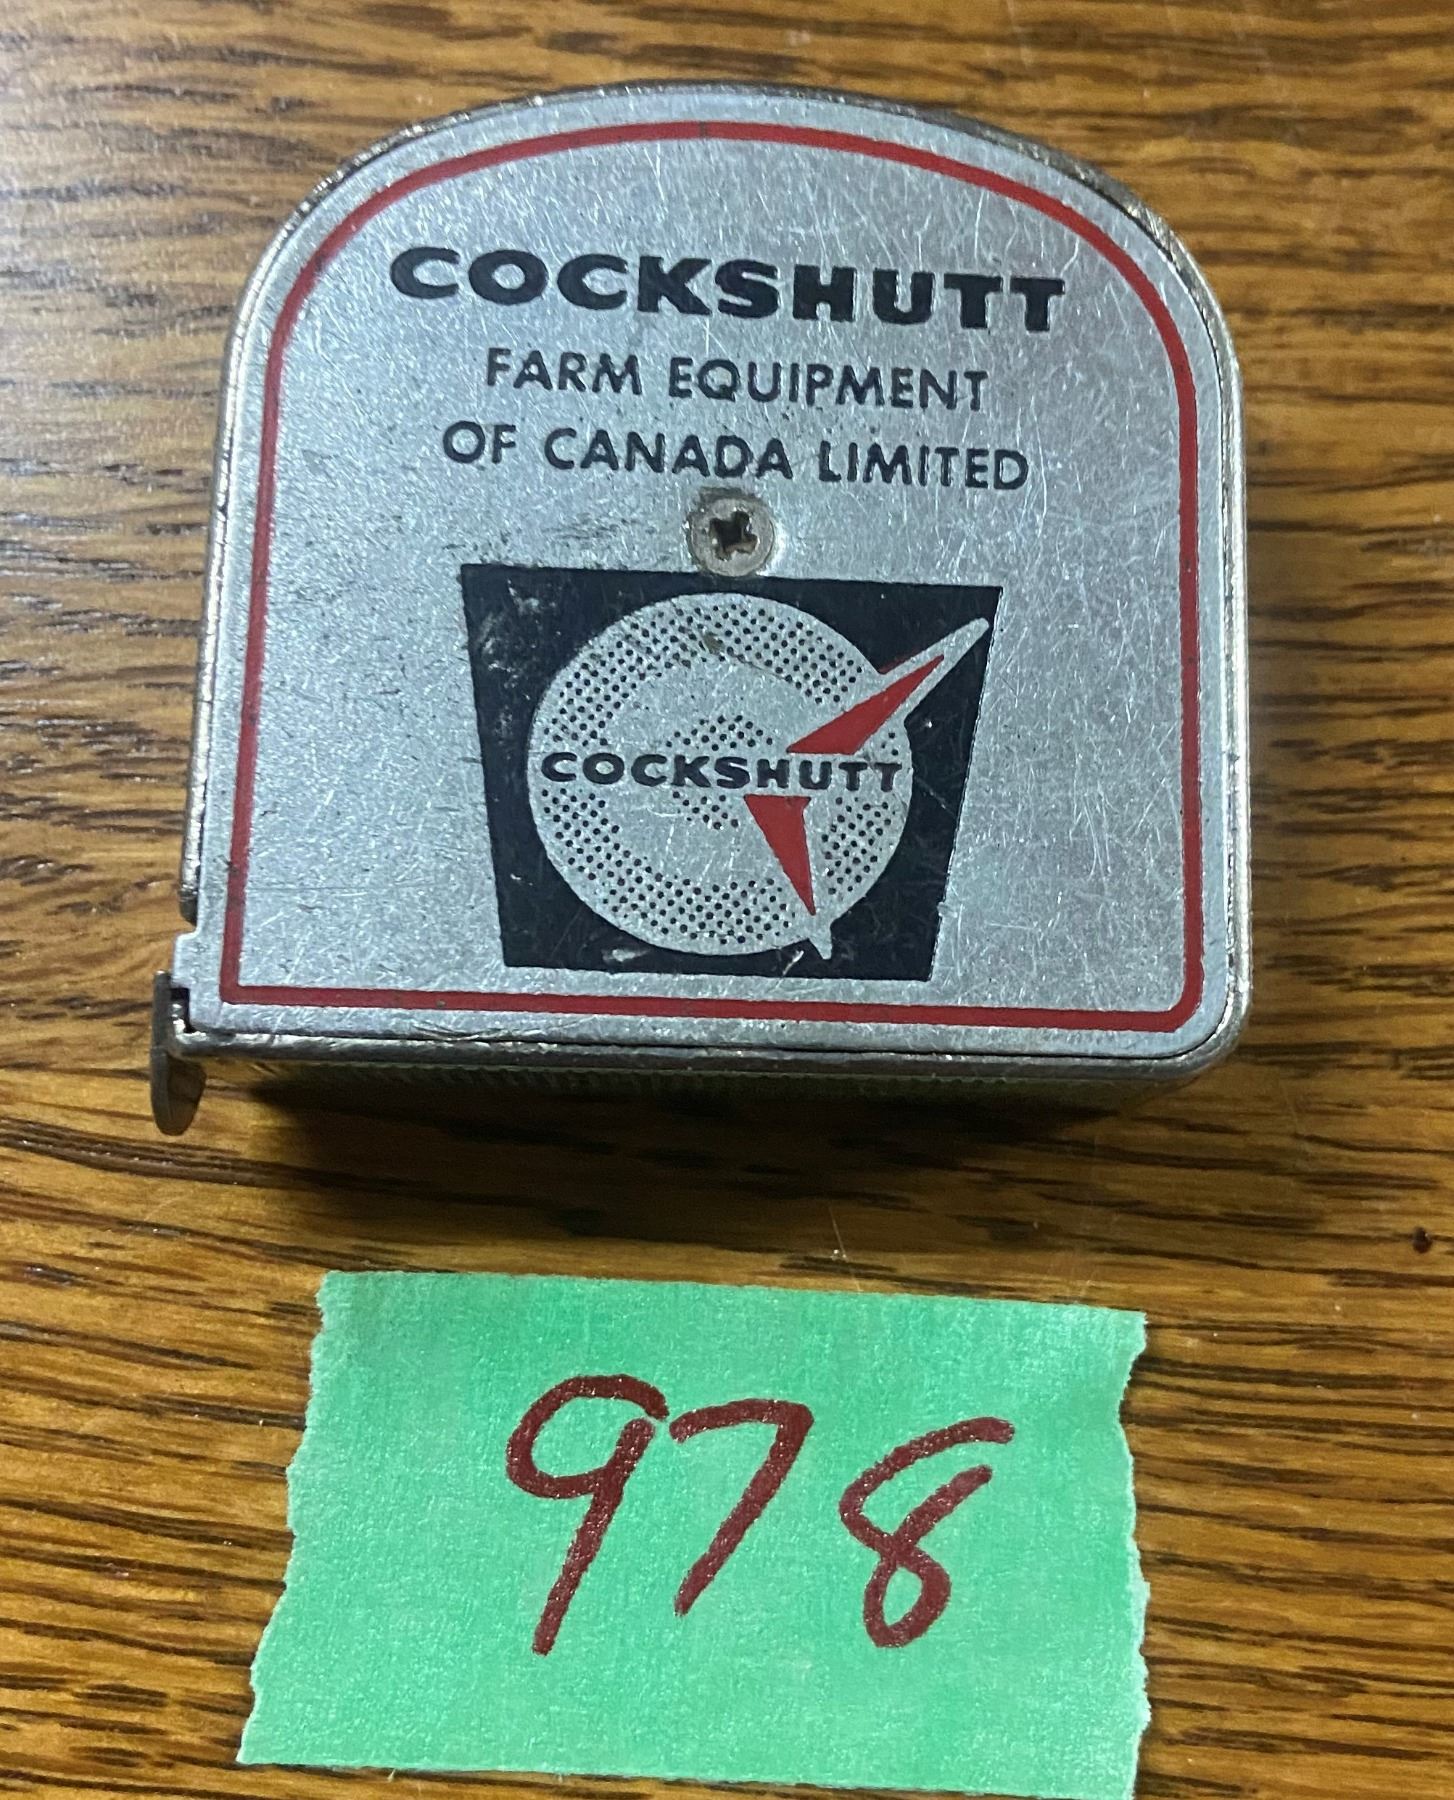 COCKSHUTT
FARM EQUIPMENT
OF CANADA LIMITED
COCKSHUTT
978